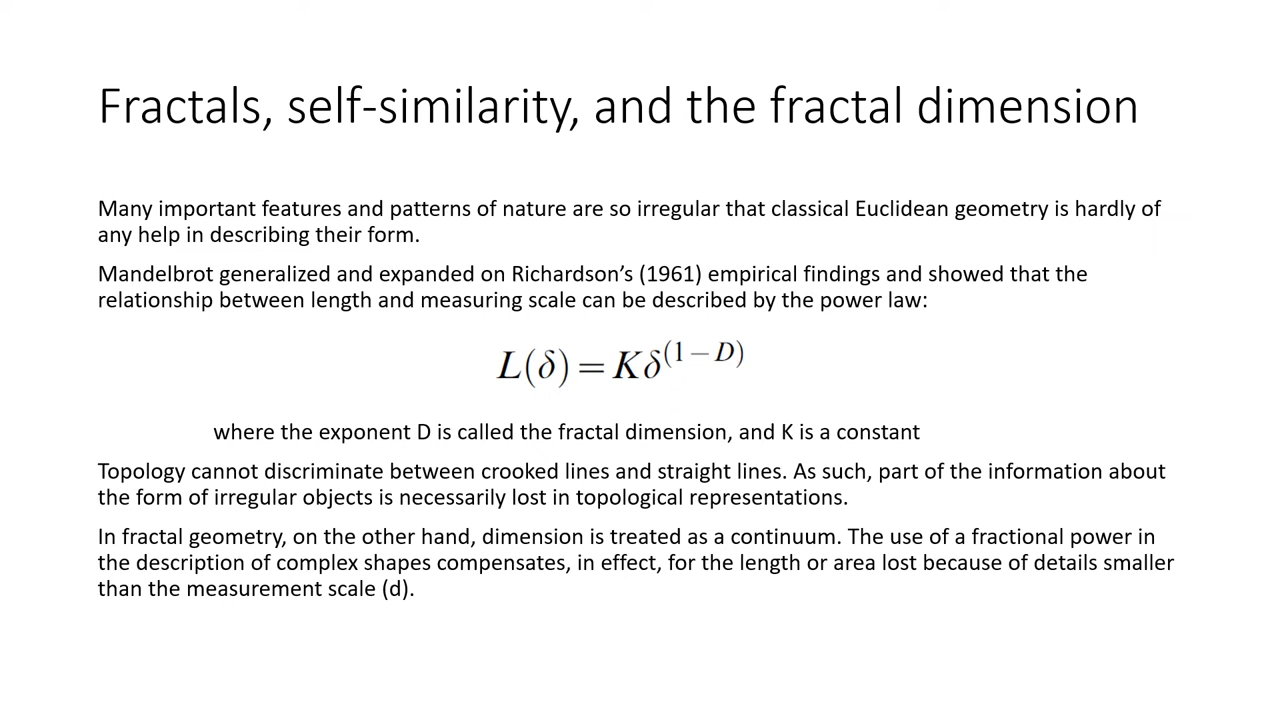 Fractals, self-similarity, and the fractal dimension
Many important features and patterns of nature are so irregular that classical Euclidean geometry is hardly of
any help in describing their form.
Mandelbrot generalized and expanded on Richardson’s (1961) empirical findings and showed that the
relationship between length and measuring scale can be described by the power law:
L(δ) = Kδ^(1 − D)
where the exponent D is called the fractal dimension, and K is a constant
Topology cannot discriminate between crooked lines and straight lines. As such, part of the information about
the form of irregular objects is necessarily lost in topological representations.
In fractal geometry, on the other hand, dimension is treated as a continuum. The use of a fractional power in
the description of complex shapes compensates, in effect, for the length or area lost because of details smaller
than the measurement scale (d).